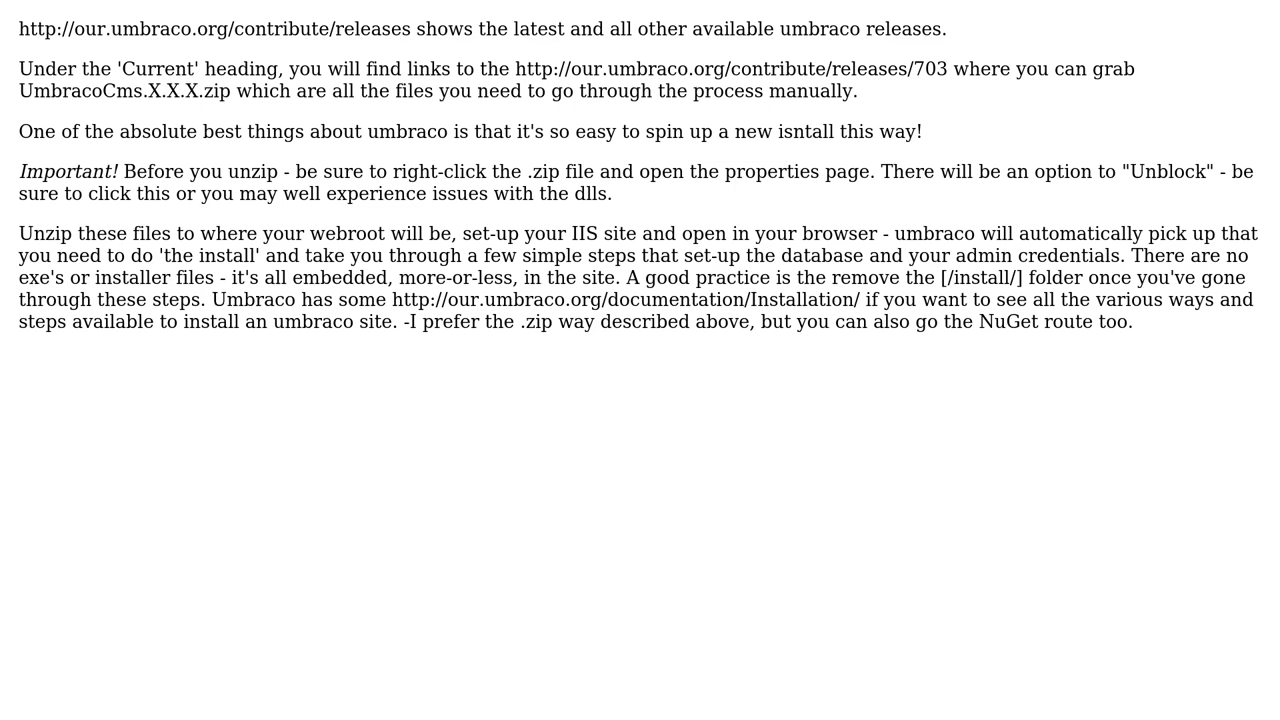 http://our.umbraco.org/contribute/releases shows the latest and all other available umbraco releases.
Under the 'Current' heading, you will find links to the http://our.umbraco.org/contribute/releases/703 where you can grab
UmbracoCms.X.X.X.zip which are all the files you need to go through the process manually.
One of the absolute best things about umbraco is that it's so easy to spin up a new isntall this way!
Important! Before you unzip - be sure to right-click the .zip file and open the properties page. There will be an option to "Unblock" - be
sure to click this or you may well experience issues with the dlls.
Unzip these files to where your webroot will be, set-up your IIS site and open in your browser - umbraco will automatically pick up that
you need to do 'the install' and take you through a few simple steps that set-up the database and your admin credentials. There are no
exe's or installer files - it's all embedded, more-or-less, in the site. A good practice is the remove the [/install/] folder once you've gone
through these steps. Umbraco has some http://our.umbraco.org/documentation/Installation/ if you want to see all the various ways and
steps available to install an umbraco site. -I prefer the .zip way described above, but you can also go the NuGet route too.